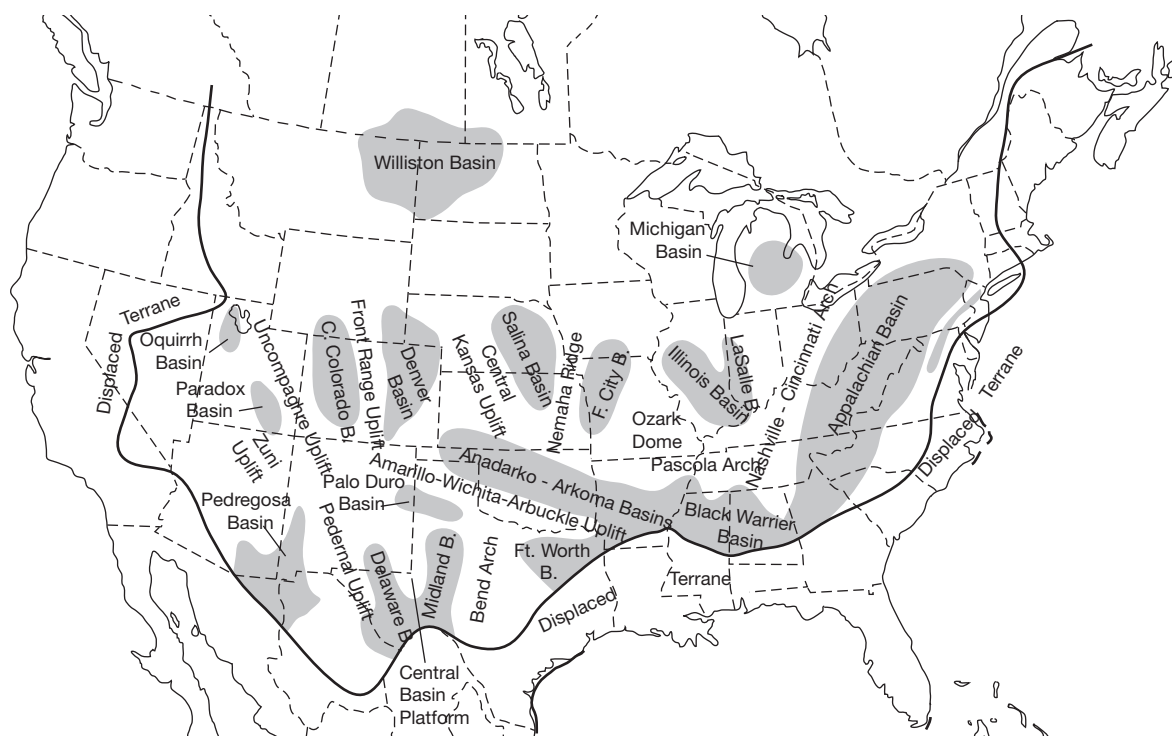 Williston Basin
Michigan
Basin
Terrane
Displaced
Oquirrh
Basin
Paradox
Basin
Uncompaghre Uplift
C. Colorado B.
Front Range Uplift
Denver
Basin
Kansas Uplift
Central
Salina Basin
Nemaha Ridge
F. City B
Illinois Basin
LaSalle B.
Nashville - Cincinnati Arch
Appalachian Basin
Displaced
Terrane
Ozark
Dome
Pascola Arch
Zuni
Uplift
Anadarko - Arkoma Basins
Amarillo-Wichita-Arbuckle Uplift
Palo Duro
Basin
Pedregosa
Basin
Pedernal Uplift
Delaware B.
Midland B.
Bend Arch
Ft. Worth
B.
Black Warrier
Basin
Terrane
Displaced
Central
Basin
Platform